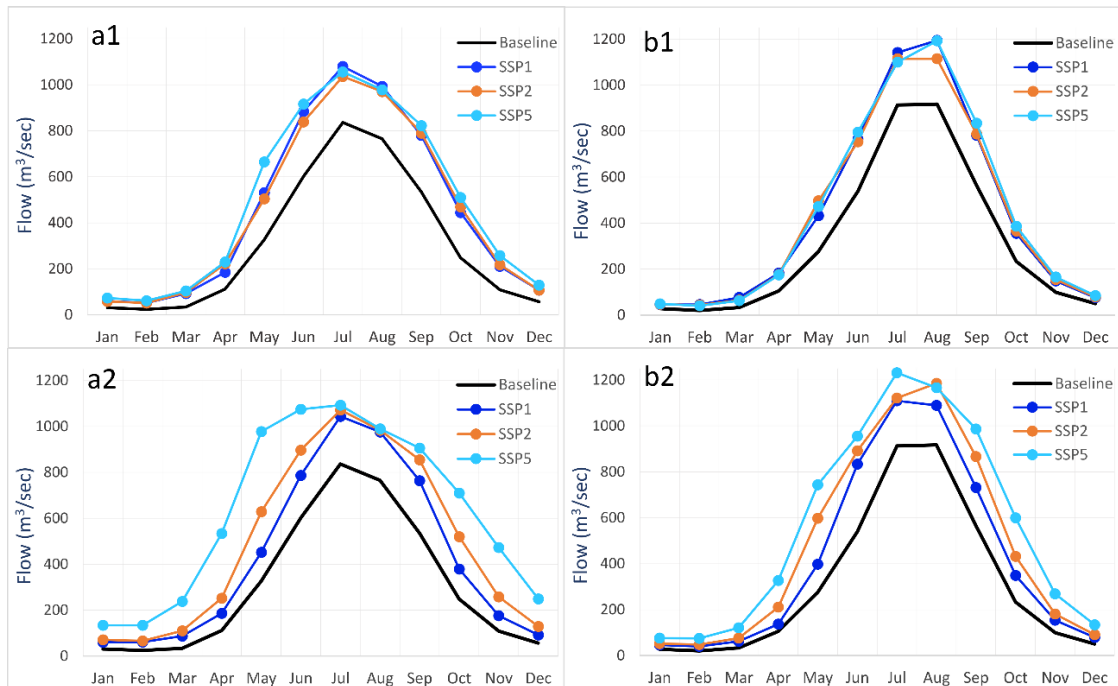 a1
Flow (m³/sec)
1200
1000
800
600
400
200
0
Jan Feb Mar Apr May Jun Jul Aug Sep Oct Nov Dec
Baseline
SSP1
SSP2
SSP5
b1
Flow (m³/sec)
1200
1000
800
600
400
200
0
Jan Feb Mar Apr May Jun Jul Aug Sep Oct Nov Dec
Baseline
SSP1
SSP2
SSP5
a2
Flow (m³/sec)
1200
1000
800
600
400
200
0
Jan Feb Mar Apr May Jun Jul Aug Sep Oct Nov Dec
Baseline
SSP1
SSP2
SSP5
b2
Flow (m³/sec)
1200
1000
800
600
400
200
0
Jan Feb Mar Apr May Jun Jul Aug Sep Oct Nov Dec
Baseline
SSP1
SSP2
SSP5